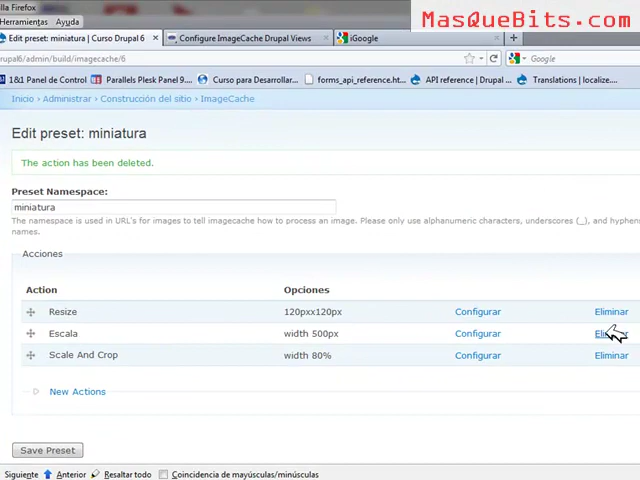 lla Firefox
MasQueBits.com
Herramientas Ayuda
Edit preset: miniatura | Curso Drupal 6 × Configure ImageCache Drupal Views × iGoogle × +
rupal6/admin/build/imagecache/6 Google
1&1 Panel de Control Parallels Plesk Panel 9.... Curso para Desarrollar... forms_api_reference.ht... API reference | Drupal ... Translations | localize....
Inicio › Administrar › Construcción del sitio › ImageCache
Edit preset: miniatura
The action has been deleted.
Preset Namespace:
miniatura
The namespace is used in URL's for images to tell imagecache how to process an image. Please only use alphanumeric characters, underscores (_), and hyphens
names.
Acciones
Action Opciones
Resize 120pxx120px Configurar Eliminar
Escala width 500px Configurar
Scale And Crop width 80% Configurar Eliminar
New Actions
Save Preset
Siguiente Anterior Resaltar todo Coincidencia de mayúsculas/minúsculas